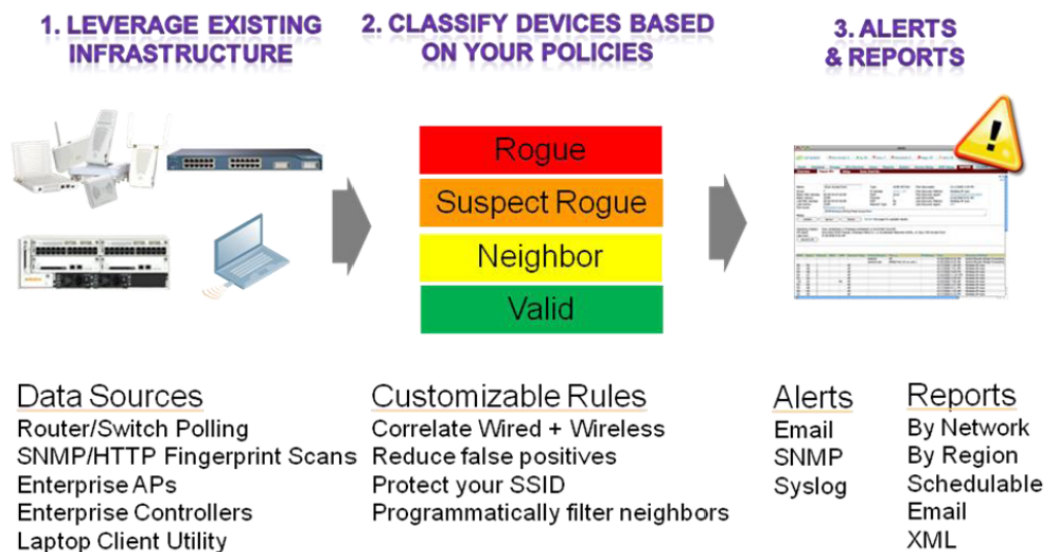 1. LEVERAGE EXISTING
INFRASTRUCTURE
2. CLASSIFY DEVICES BASED
ON YOUR POLICIES
3. ALERTS
& REPORTS
Rogue
Suspect Rogue
Neighbor
Valid
Data Sources
Router/Switch Polling
SNMP/HTTP Fingerprint Scans
Enterprise APs
Enterprise Controllers
Laptop Client Utility
Customizable Rules
Correlate Wired + Wireless
Reduce false positives
Protect your SSID
Programmatically filter neighbors
Alerts
Email
SNMP
Syslog
Reports
By Network
By Region
Schedulable
Email
XML